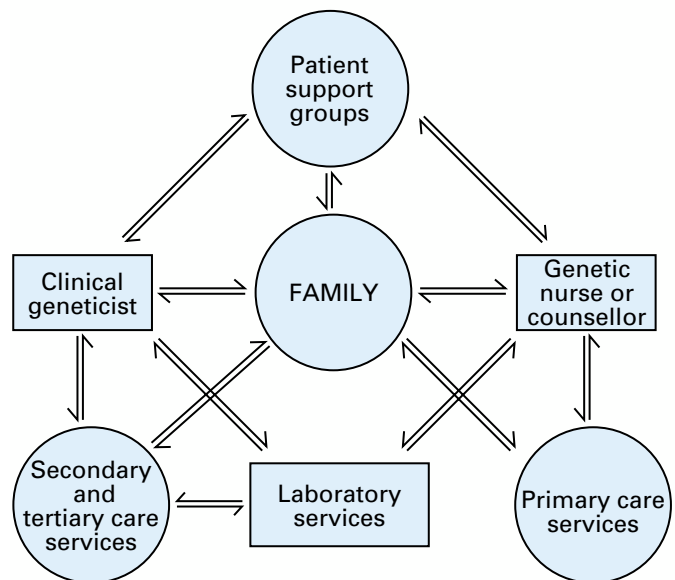 Patient
support
groups
Clinical
geneticist
FAMILY
Genetic
nurse or
counsellor
Secondary
and
tertiary care
services
Laboratory
services
Primary care
services